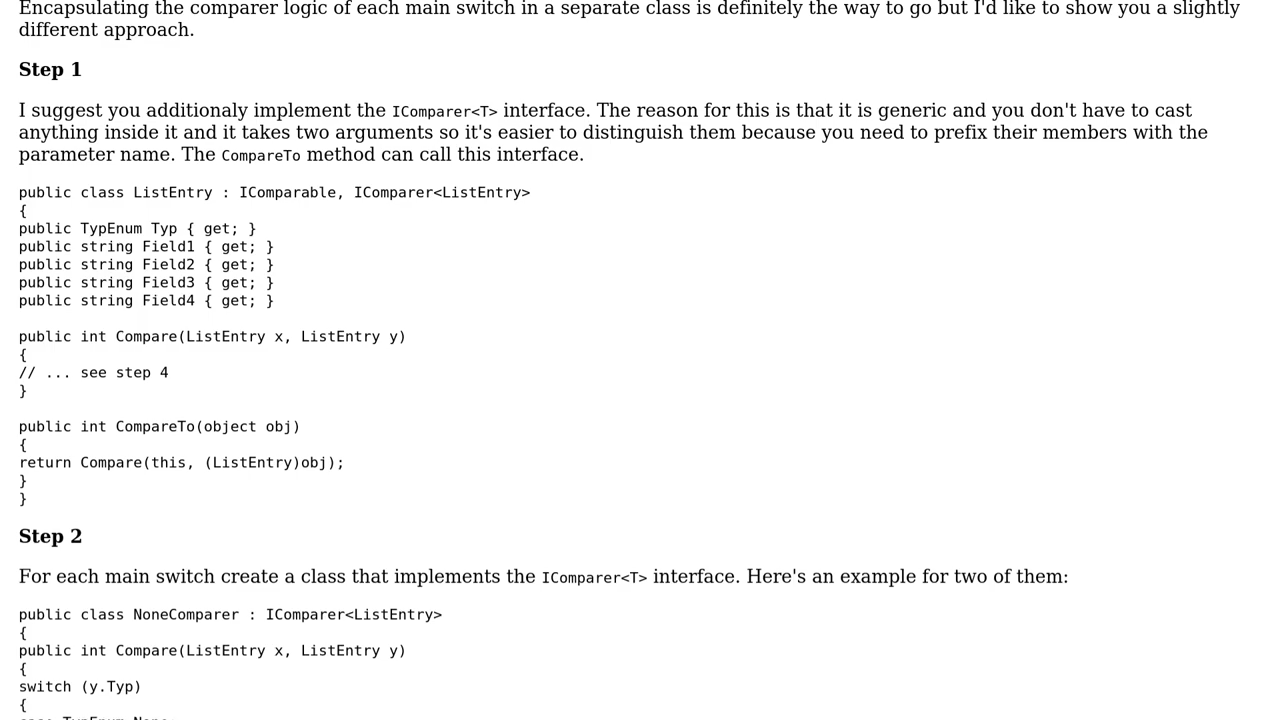 Encapsulating the comparer logic of each main switch in a separate class is definitely the way to go but I'd like to show you a slightly
different approach.
Step 1
I suggest you additionaly implement the IComparer<T> interface. The reason for this is that it is generic and you don't have to cast
anything inside it and it takes two arguments so it's easier to distinguish them because you need to prefix their members with the
parameter name. The CompareTo method can call this interface.
public class ListEntry : IComparable, IComparer<ListEntry>
{
public TypEnum Typ { get; }
public string Field1 { get; }
public string Field2 { get; }
public string Field3 { get; }
public string Field4 { get; }
public int Compare(ListEntry x, ListEntry y)
{
// ... see step 4
}
public int CompareTo(object obj)
{
return Compare(this, (ListEntry)obj);
}
}
Step 2
For each main switch create a class that implements the IComparer<T> interface. Here's an example for two of them:
public class NoneComparer : IComparer<ListEntry>
{
public int Compare(ListEntry x, ListEntry y)
{
switch (y.Typ)
{